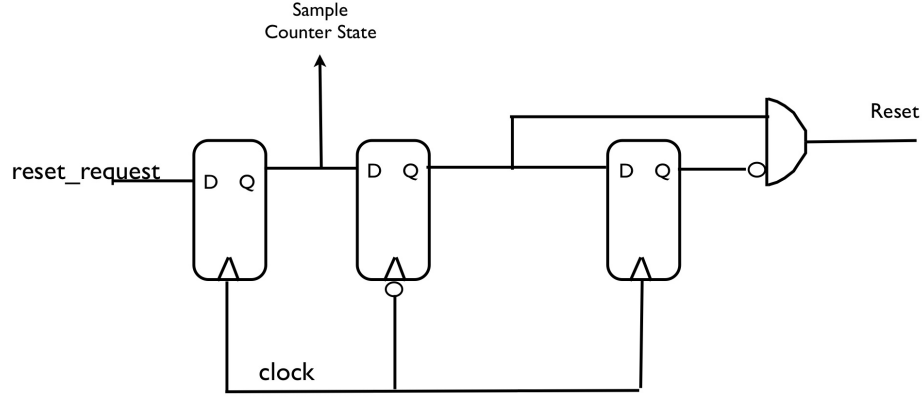 Sample
Counter State
Reset
reset_request
D Q
D Q
D Q
clock